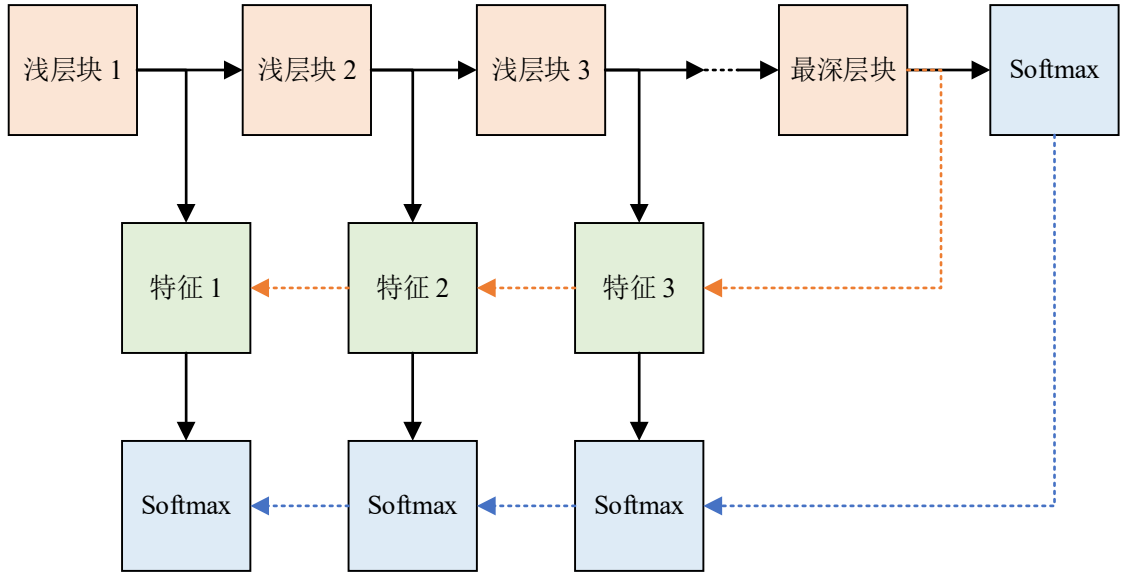 浅层块 1
浅层块 2
浅层块 3
最深层块
Softmax
特征 1
特征 2
特征 3
Softmax
Softmax
Softmax